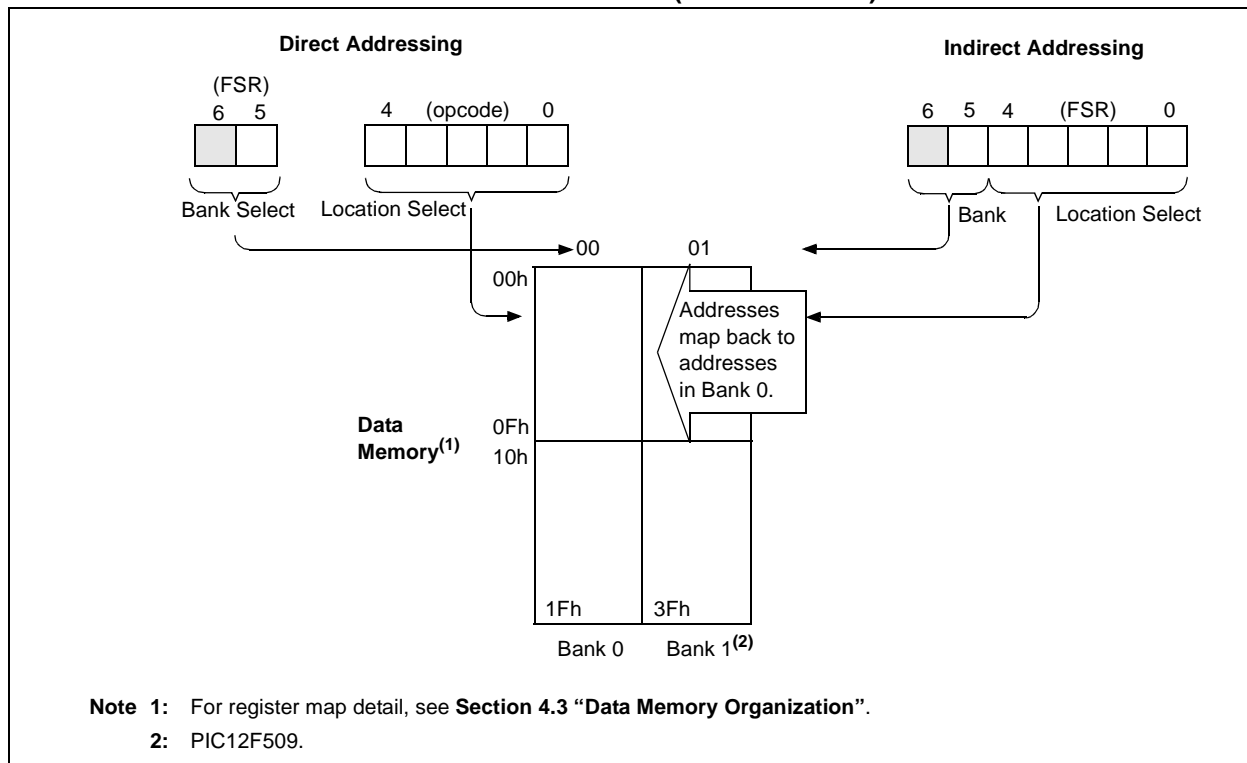 Direct Addressing
Indirect Addressing
(FSR)
6 5
4 (opcode) 0
6 5 4 (FSR) 0
Bank Select
Location Select
Bank
Location Select
00
01
00h
Addresses
map back to
addresses
in Bank 0.
Data
Memory(1)
0Fh
10h
1Fh
3Fh
Bank 0
Bank 1(2)
Note 1: For register map detail, see Section 4.3 “Data Memory Organization”.
2: PIC12F509.